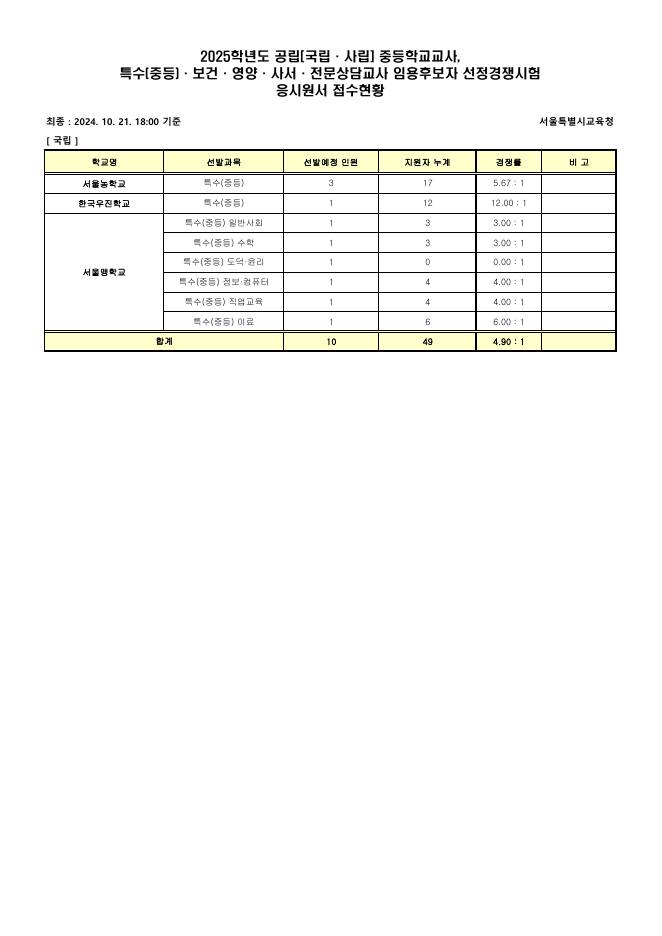 2025학년도 공립[국립ㆍ사립] 중등학교교사,
특수[중등]ㆍ보건ㆍ영양ㆍ사서ㆍ전문상담교사 임용후보자 선정경쟁시험
응시원서 접수현황
최종 : 2024. 10. 21. 18:00 기준 서울특별시교육청
[ 국립 ]
학교명 선발과목 선발예정 인원 지원자 누계 경쟁률 비 고
서울농학교 특수(중등) 3 17 5.67 : 1
한국우진학교 특수(중등) 1 12 12.00 : 1
특수(중등) 일반사회 1 3 3.00 : 1
특수(중등) 수학 1 3 3.00 : 1
특수(중등) 도덕·윤리 1 0 0.00 : 1
서울맹학교
특수(중등) 정보·컴퓨터 1 4 4.00 : 1
특수(중등) 직업교육 1 4 4.00 : 1
특수(중등) 이료 1 6 6.00 : 1
합계 10 49 4.90 : 1